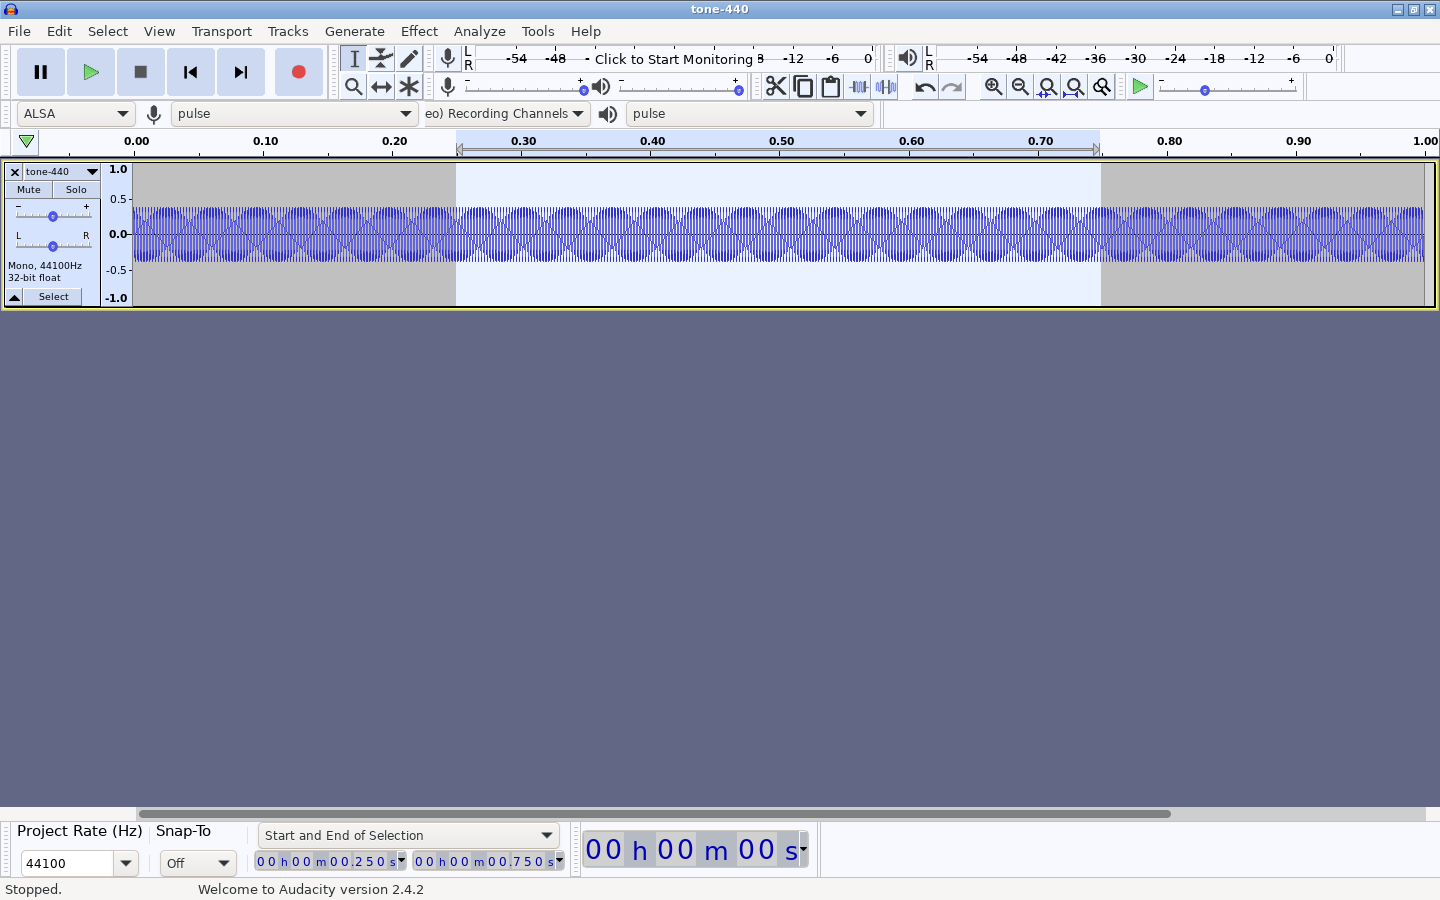 tone-440
File Edit Select View Transport Tracks Generate Effect Analyze Tools Help
L R -54 -48 - Click to Start Monitoring -12 -6 0
L R -54 -48 -42 -36 -30 -24 -18 -12 -6 0
- + - + - +
ALSA pulse eo) Recording Channels pulse
0.00 0.10 0.20 0.30 0.40 0.50 0.60 0.70 0.80 0.90 1.00
tone-440 1.0
Mute Solo
- + 0.5
L R 0.0
Mono, 44100Hz
32-bit float -0.5
Select -1.0
Project Rate (Hz) Snap-To Start and End of Selection
44100 Off 00 h 00 m 00.250 s 00 h 00 m 00.750 s 00 h 00 m 00 s
Stopped. Welcome to Audacity version 2.4.2